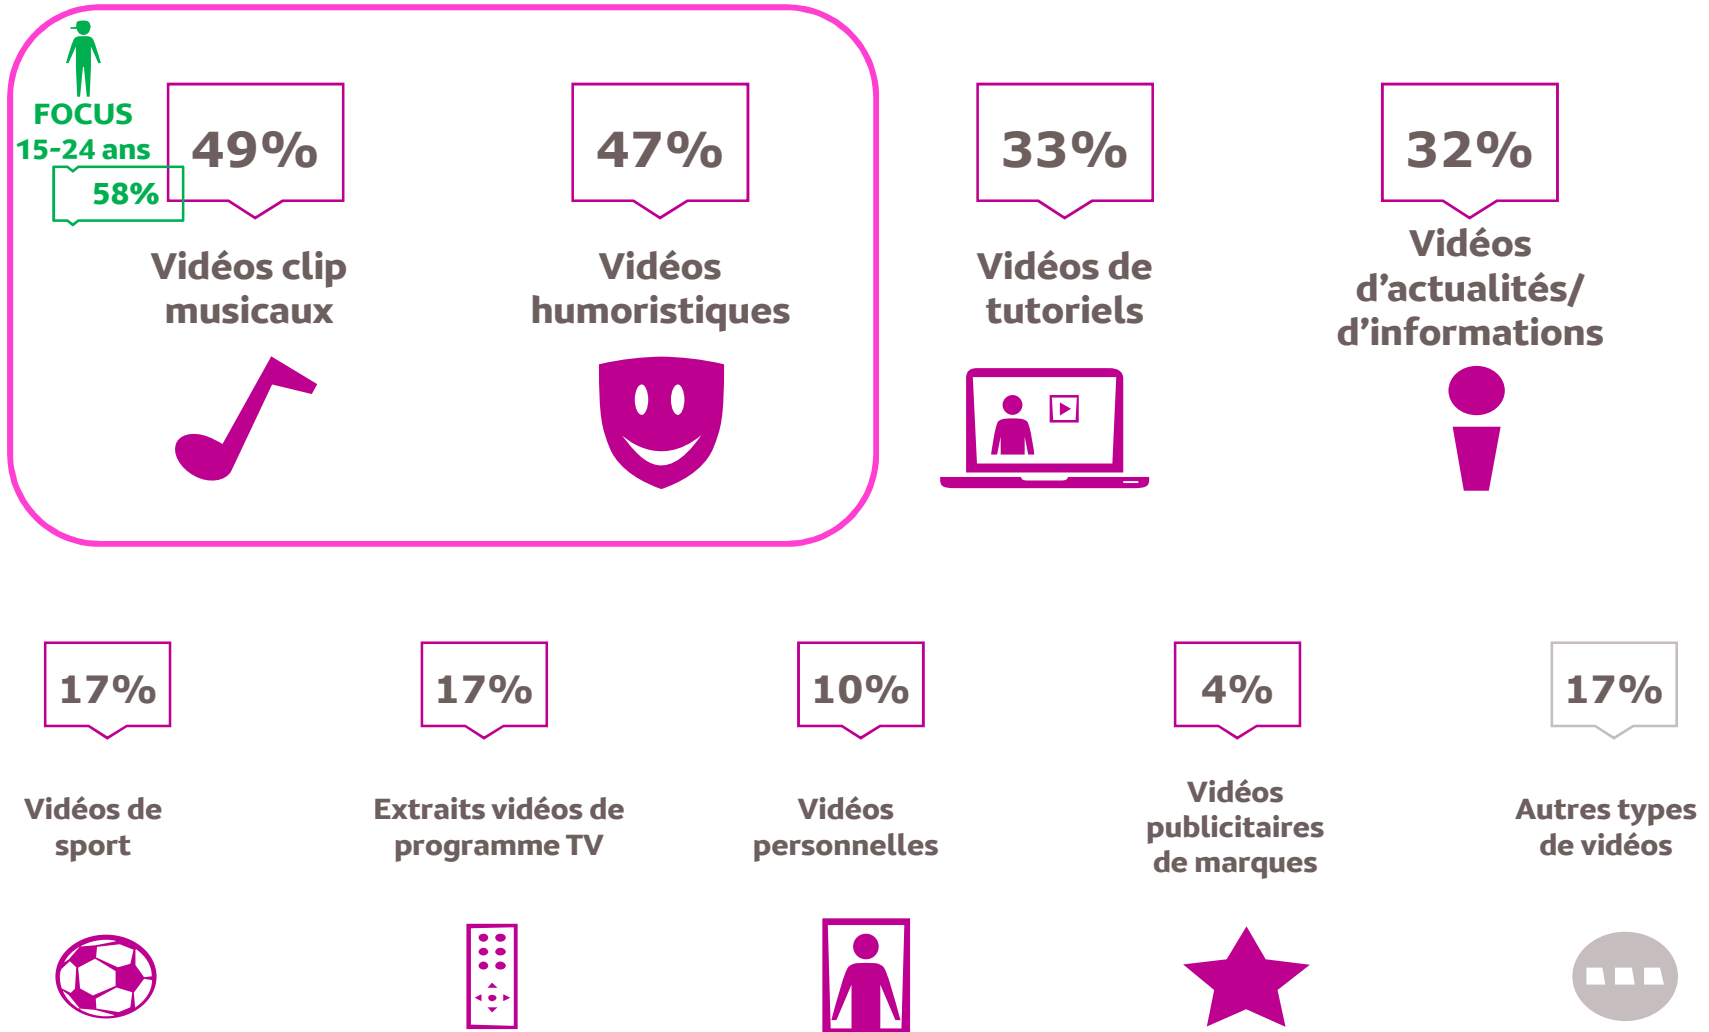 FOCUS
15-24 ans
58%
49%
Vidéos clip
musicaux
47%
Vidéos
humoristiques
33%
Vidéos de
tutoriels
32%
Vidéos
d’actualités/
d’informations
17%
Vidéos de
sport
17%
Extraits vidéos de
programme TV
10%
Vidéos
personnelles
4%
Vidéos
publicitaires
de marques
17%
Autres types
de vidéos